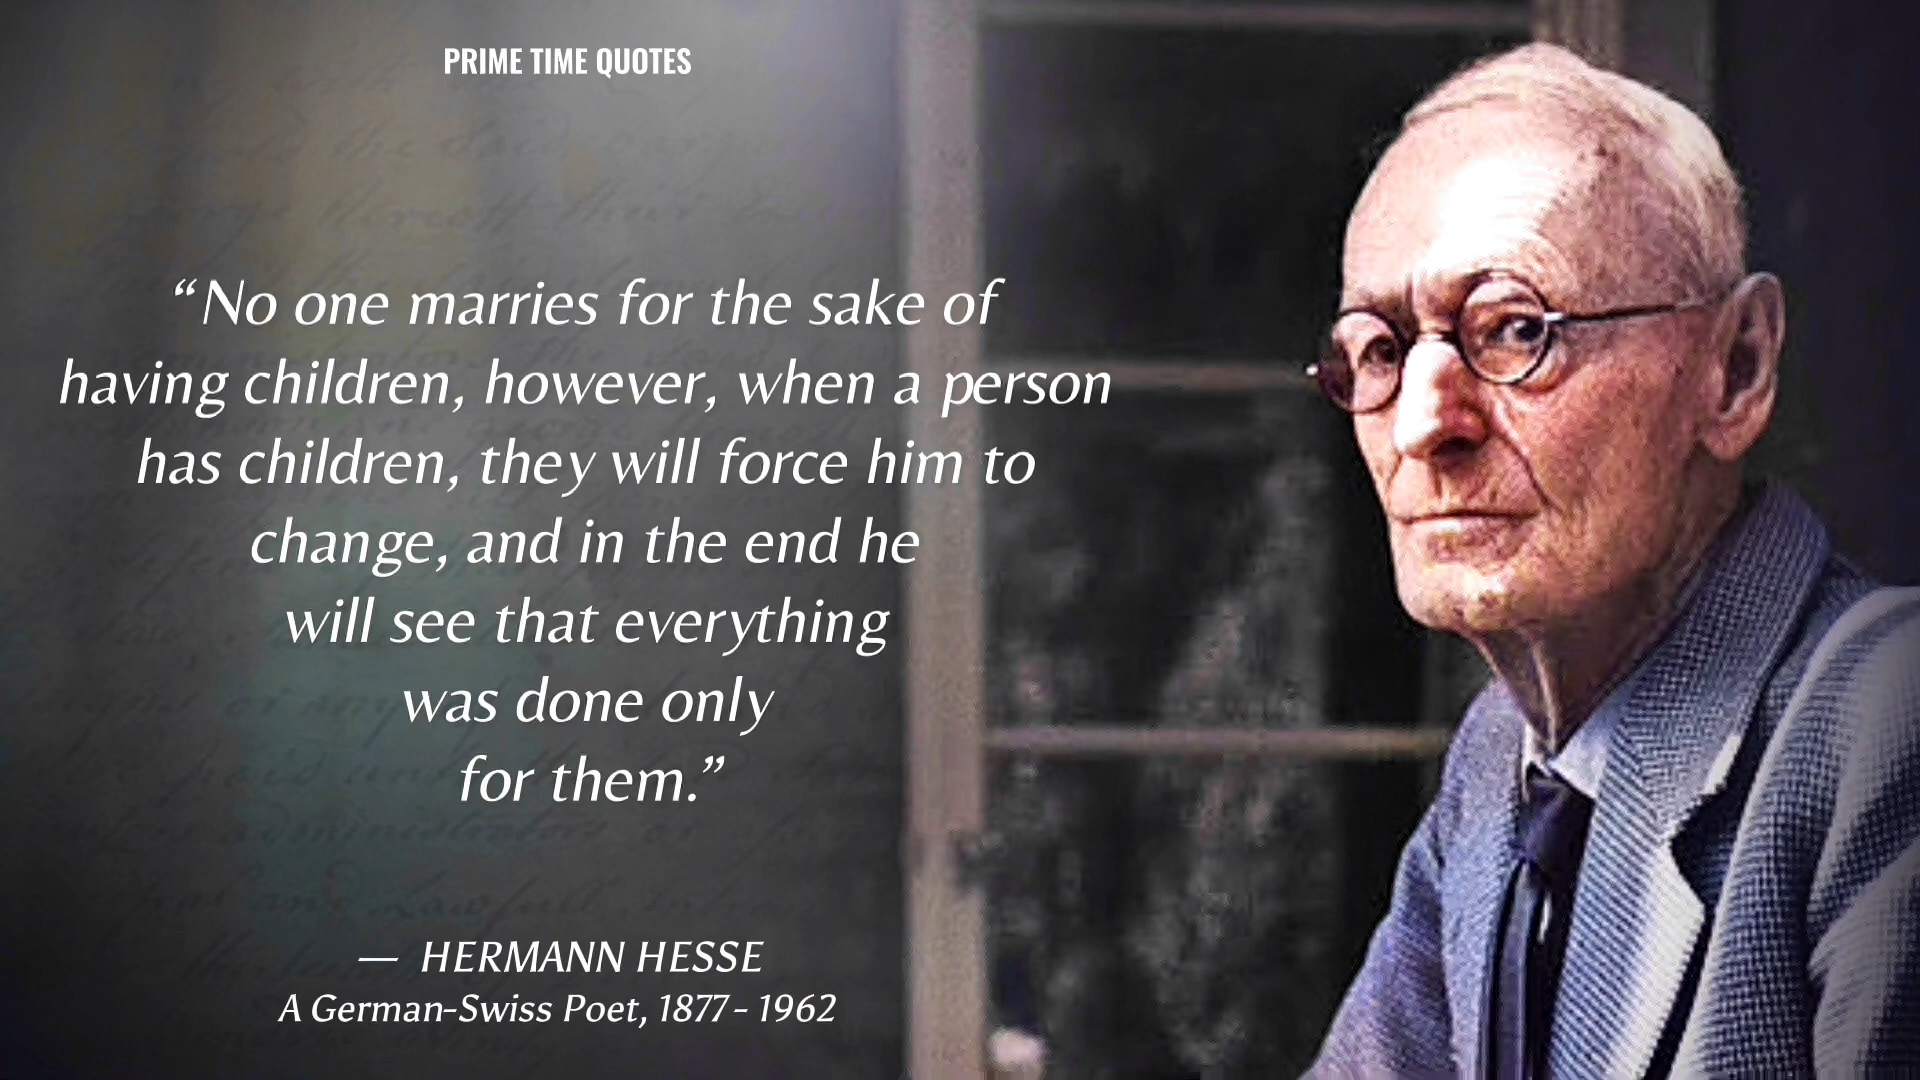 PRIME TIME QUOTES
“No one marries for the sake of
having children, however, when a person
has children, they will force him to
change, and in the end he
will see that everything
was done only
for them.”
— HERMANN HESSE
A German-Swiss Poet, 1877- 1962